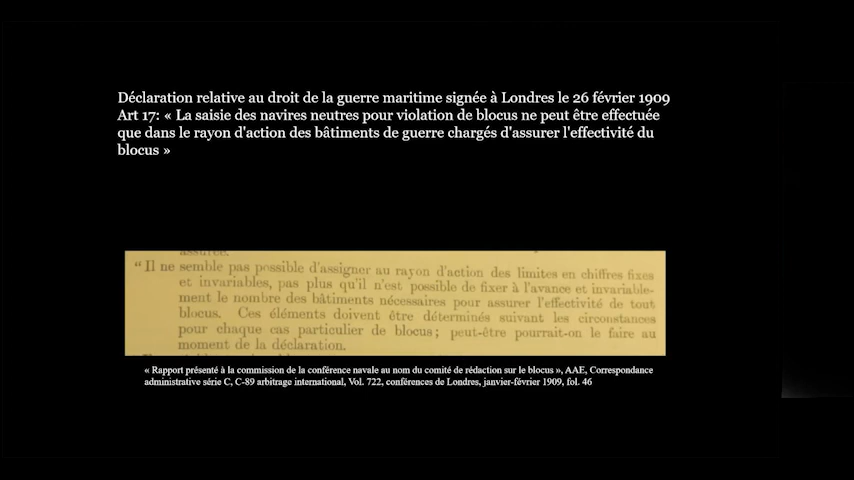 Déclaration relative au droit de la guerre maritime signée à Londres le 26 février 1909
Art 17: « La saisie des navires neutres pour violation de blocus ne peut être effectuée
que dans le rayon d'action des bâtiments de guerre chargés d'assurer l'effectivité du
blocus »
assurée.
“Il ne semble pas possible d'assigner au rayon d'action des limites en chiffres fixes
et invariables, pas plus qu'il n'est possible de fixer à l'avance et invariable-
ment le nombre des bâtiments nécessaires pour assurer l'effectivité de tout
blocus. Ces éléments doivent être déterminés suivant les circonstances
pour chaque cas particulier de blocus; peut-être pourrait-on le faire au
moment de la déclaration.
« Rapport présenté à la commission de la conférence navale au nom du comité de rédaction sur le blocus », AAE, Correspondance
administrative série C, C-89 arbitrage international, Vol. 722, conférences de Londres, janvier-février 1909, fol. 46